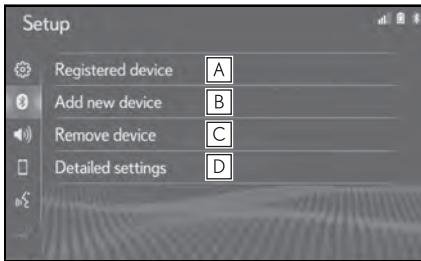 Setup
Registered device A
Add new device B
Remove device C
Detailed settings D